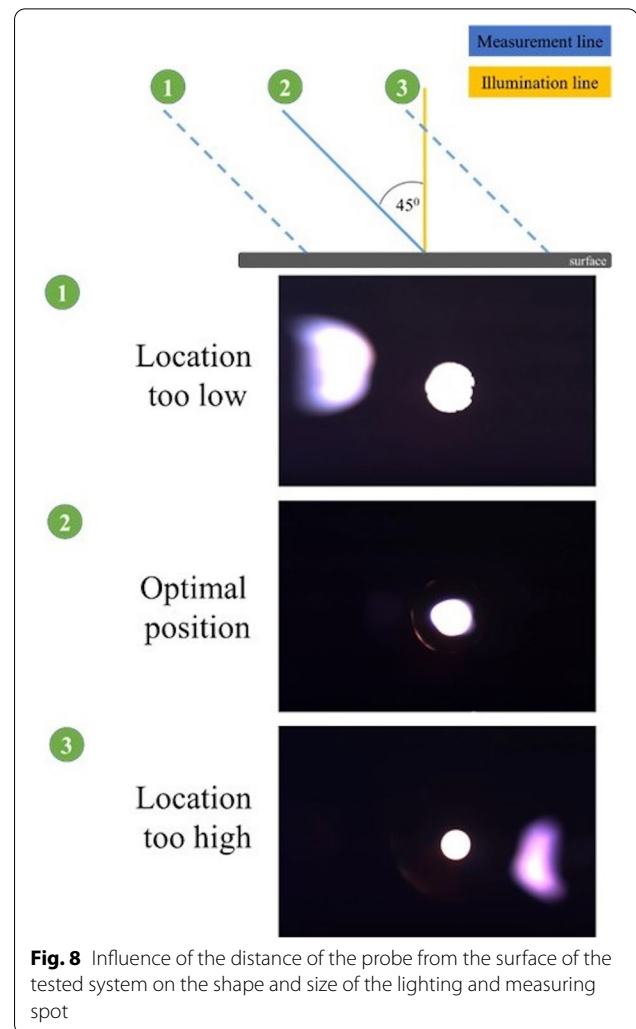 Measurement line
Illumination line
1 2 3
45⁰
surface
1
Location
too low
2
Optimal
position
3
Location
too high
Fig. 8 Influence of the distance of the probe from the surface of the
tested system on the shape and size of the lighting and measuring
spot